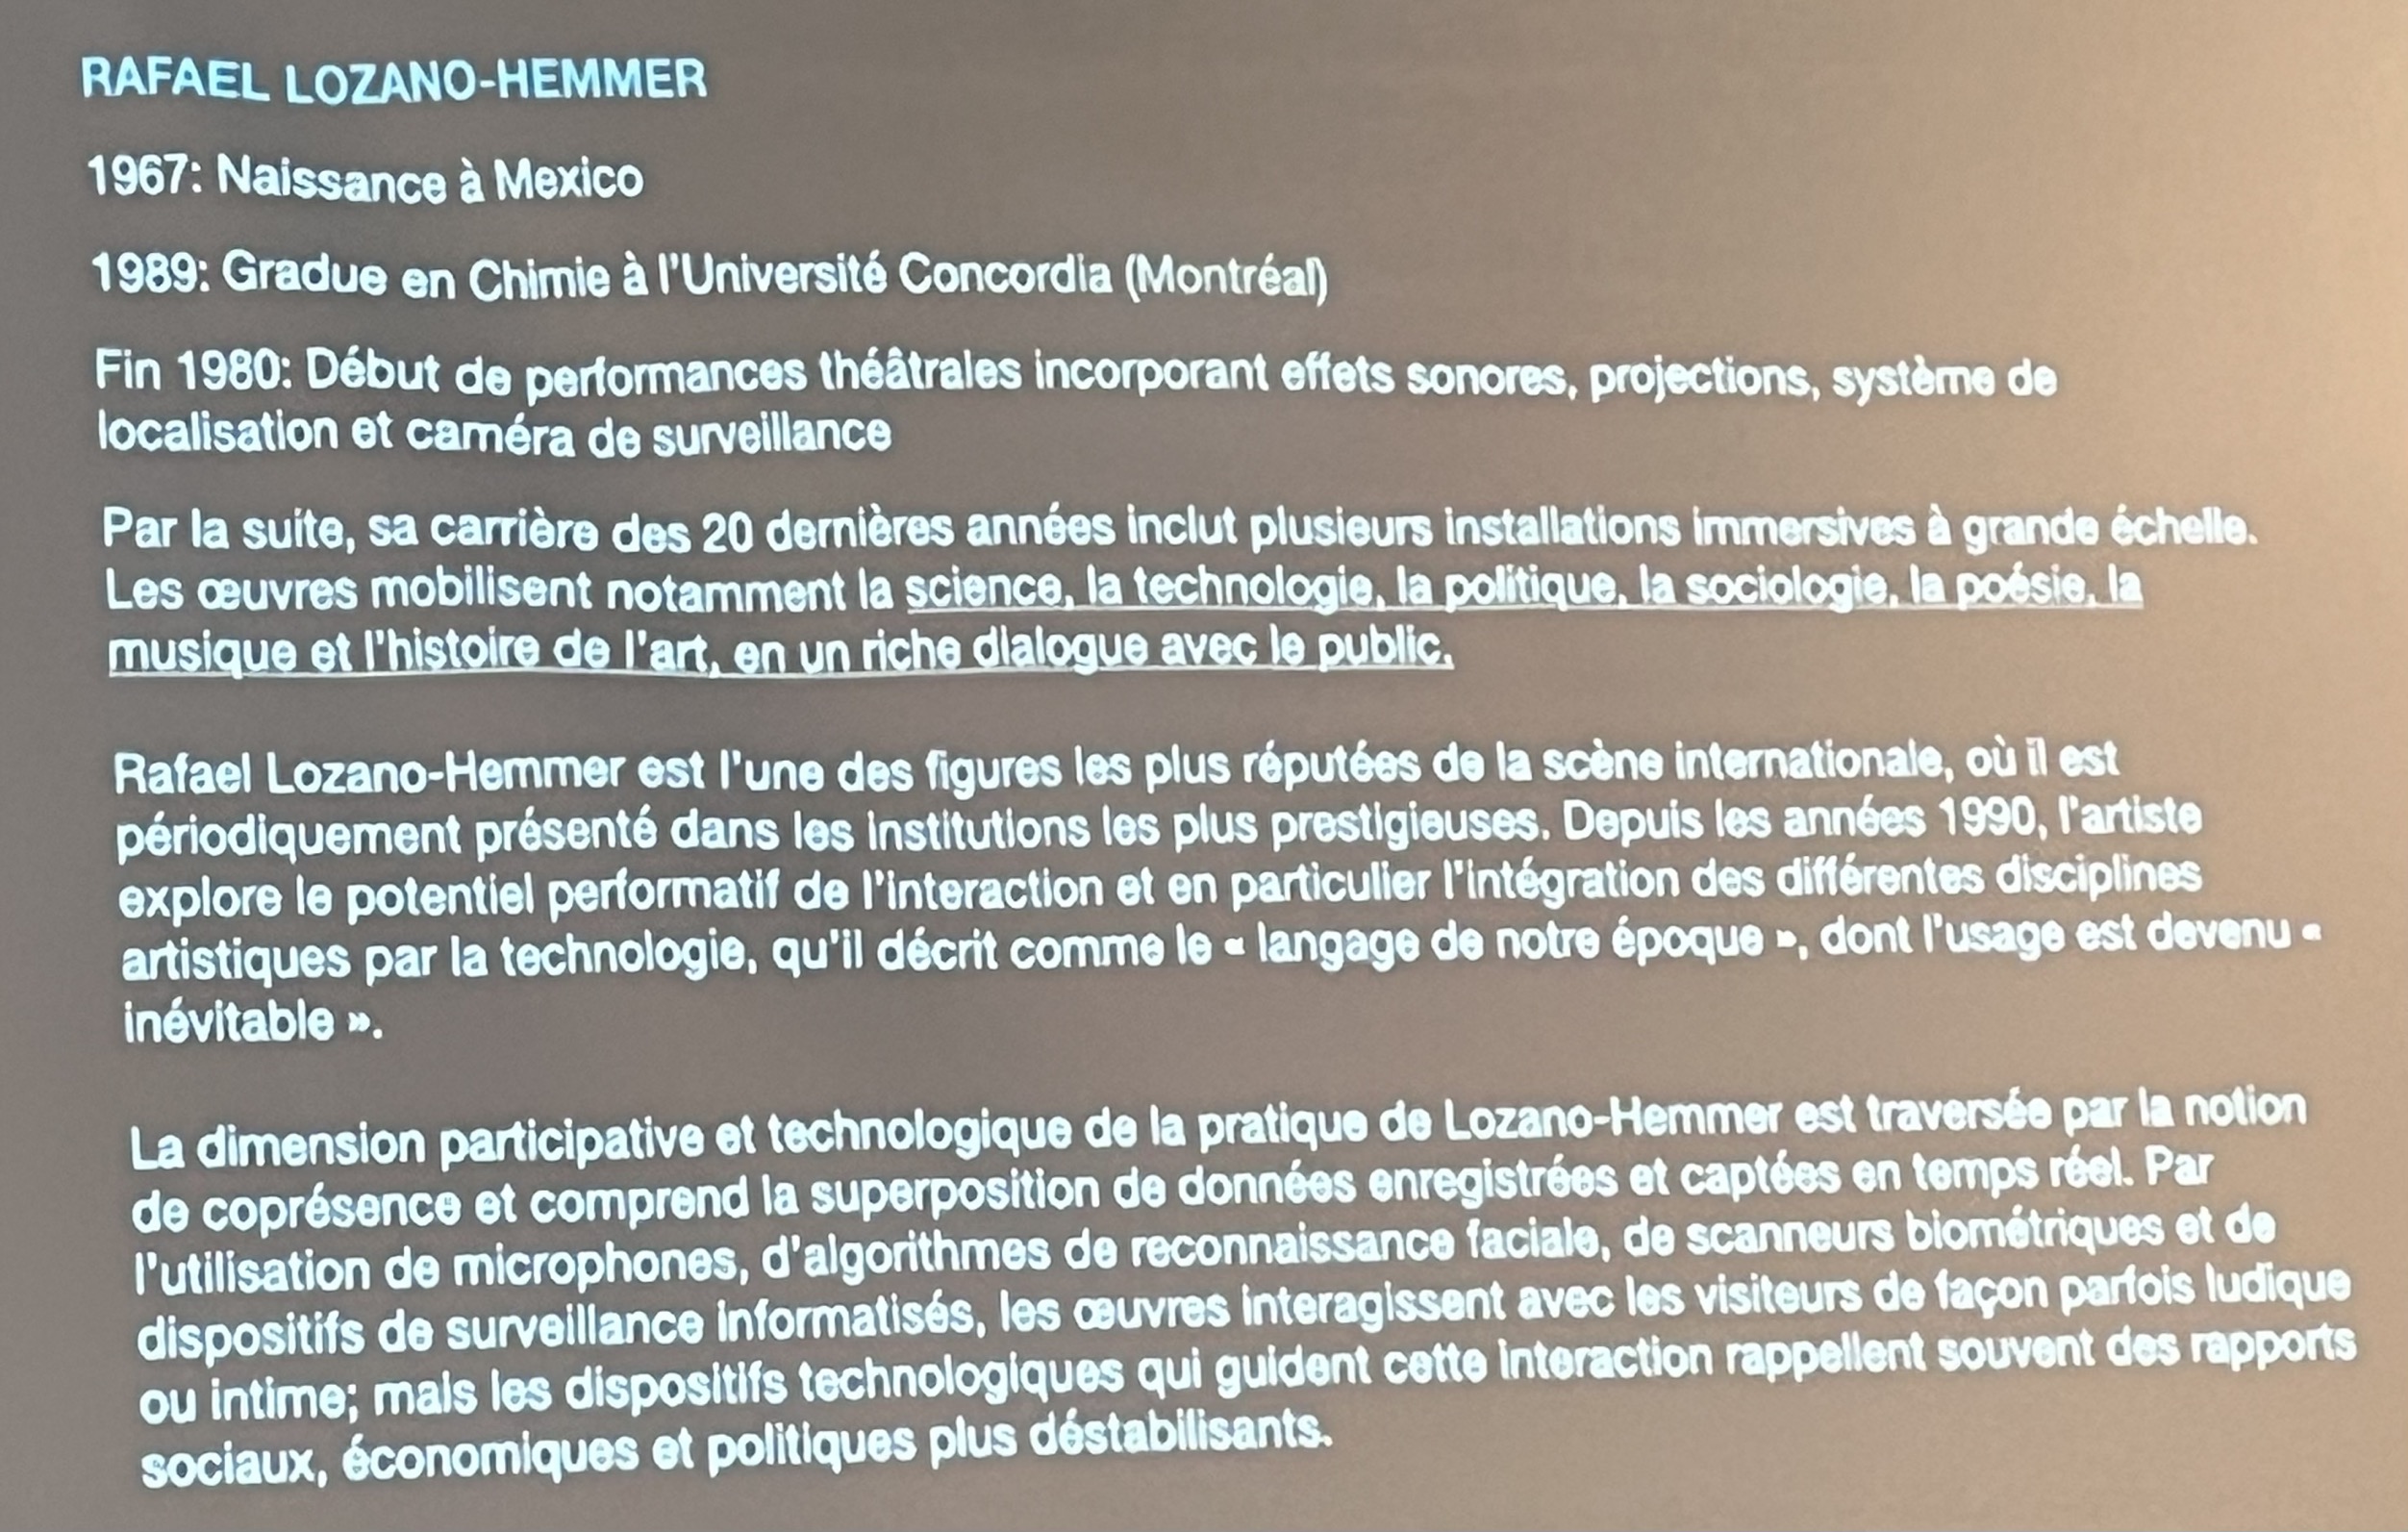 RAFAEL LOZANO-HEMMER
1967: Naissance à Mexico
1989: Gradue en Chimie à l'Université Concordia (Montréal)
Fin 1980: Début de performances théâtrales incorporant effets sonores, projections, système de
localisation et caméra de surveillance
Par la suite, sa carrière des 20 dernières années inclut plusieurs installations immersives à grande échelle.
Les œuvres mobilisent notamment la science, la technologie, la politique, la sociologie, la poésie, la
musique et l'histoire de l'art, en un riche dialogue avec le public.
Rafael Lozano-Hemmer est l'une des figures les plus réputées de la scène internationale, où il est
périodiquement présenté dans les institutions les plus prestigieuses. Depuis les années 1990, l'artiste
explore le potentiel performatif de l'interaction et en particulier l'intégration des différentes disciplines
artistiques par la technologie, qu'il décrit comme le « langage de notre époque », dont l'usage est devenu «
inévitable ».
La dimension participative et technologique de la pratique de Lozano-Hemmer est traversée par la notion
de coprésence et comprend la superposition de données enregistrées et captées en temps réel. Par
l'utilisation de microphones, d'algorithmes de reconnaissance faciale, de scanneurs biométriques et de
dispositifs de surveillance informatisés, les œuvres interagissent avec les visiteurs de façon parfois ludique
ou intime; mais les dispositifs technologiques qui guident cette interaction rappellent souvent des rapports
sociaux, économiques et politiques plus déstabilisants.